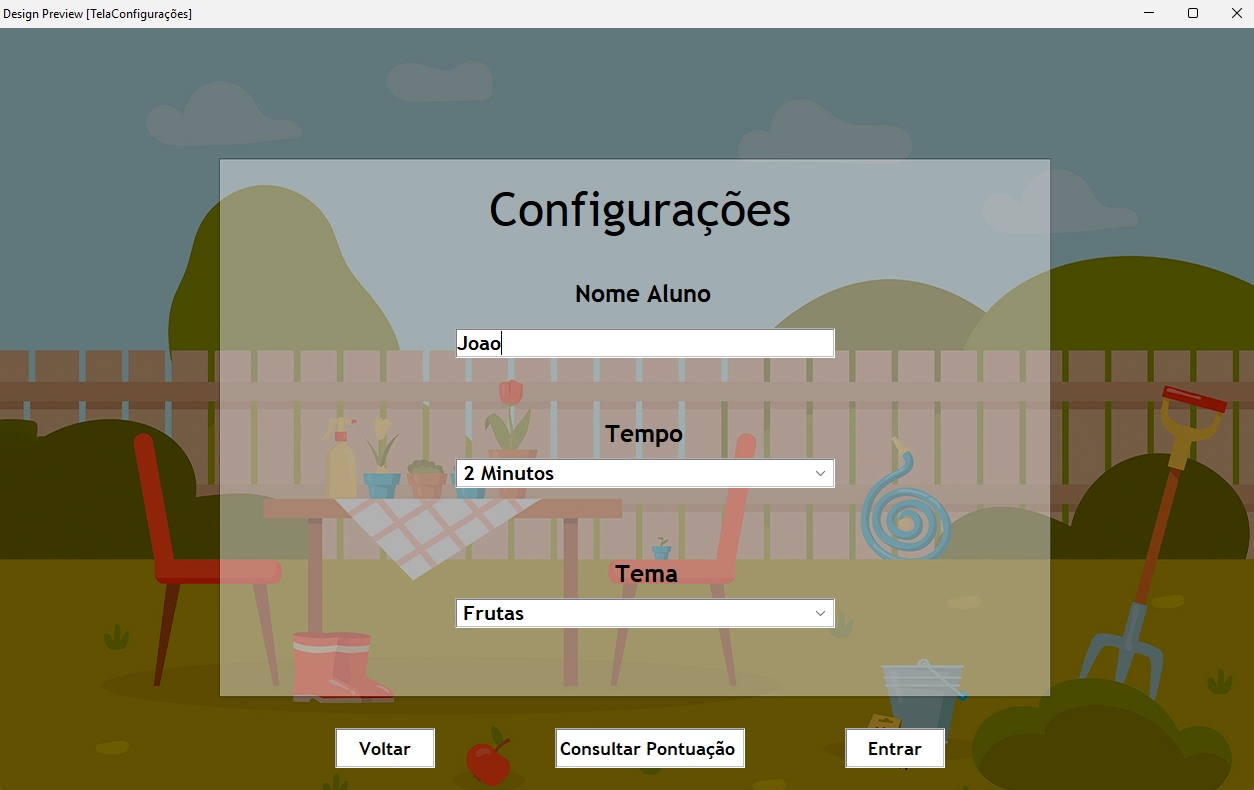 Design Preview [TelaConfigurações]
Configurações
Nome Aluno
Joao
Tempo
2 Minutos
Tema
Frutas
Voltar
Consultar Pontuação
Entrar